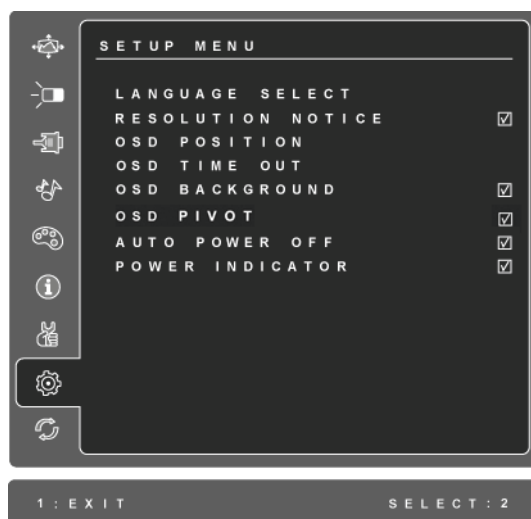 SETUP MENU
LANGUAGE SELECT
RESOLUTION NOTICE
OSD POSITION
OSD TIME OUT
OSD BACKGROUND
OSD PIVOT
AUTO POWER OFF
POWER INDICATOR
1:EXIT SELECT:2